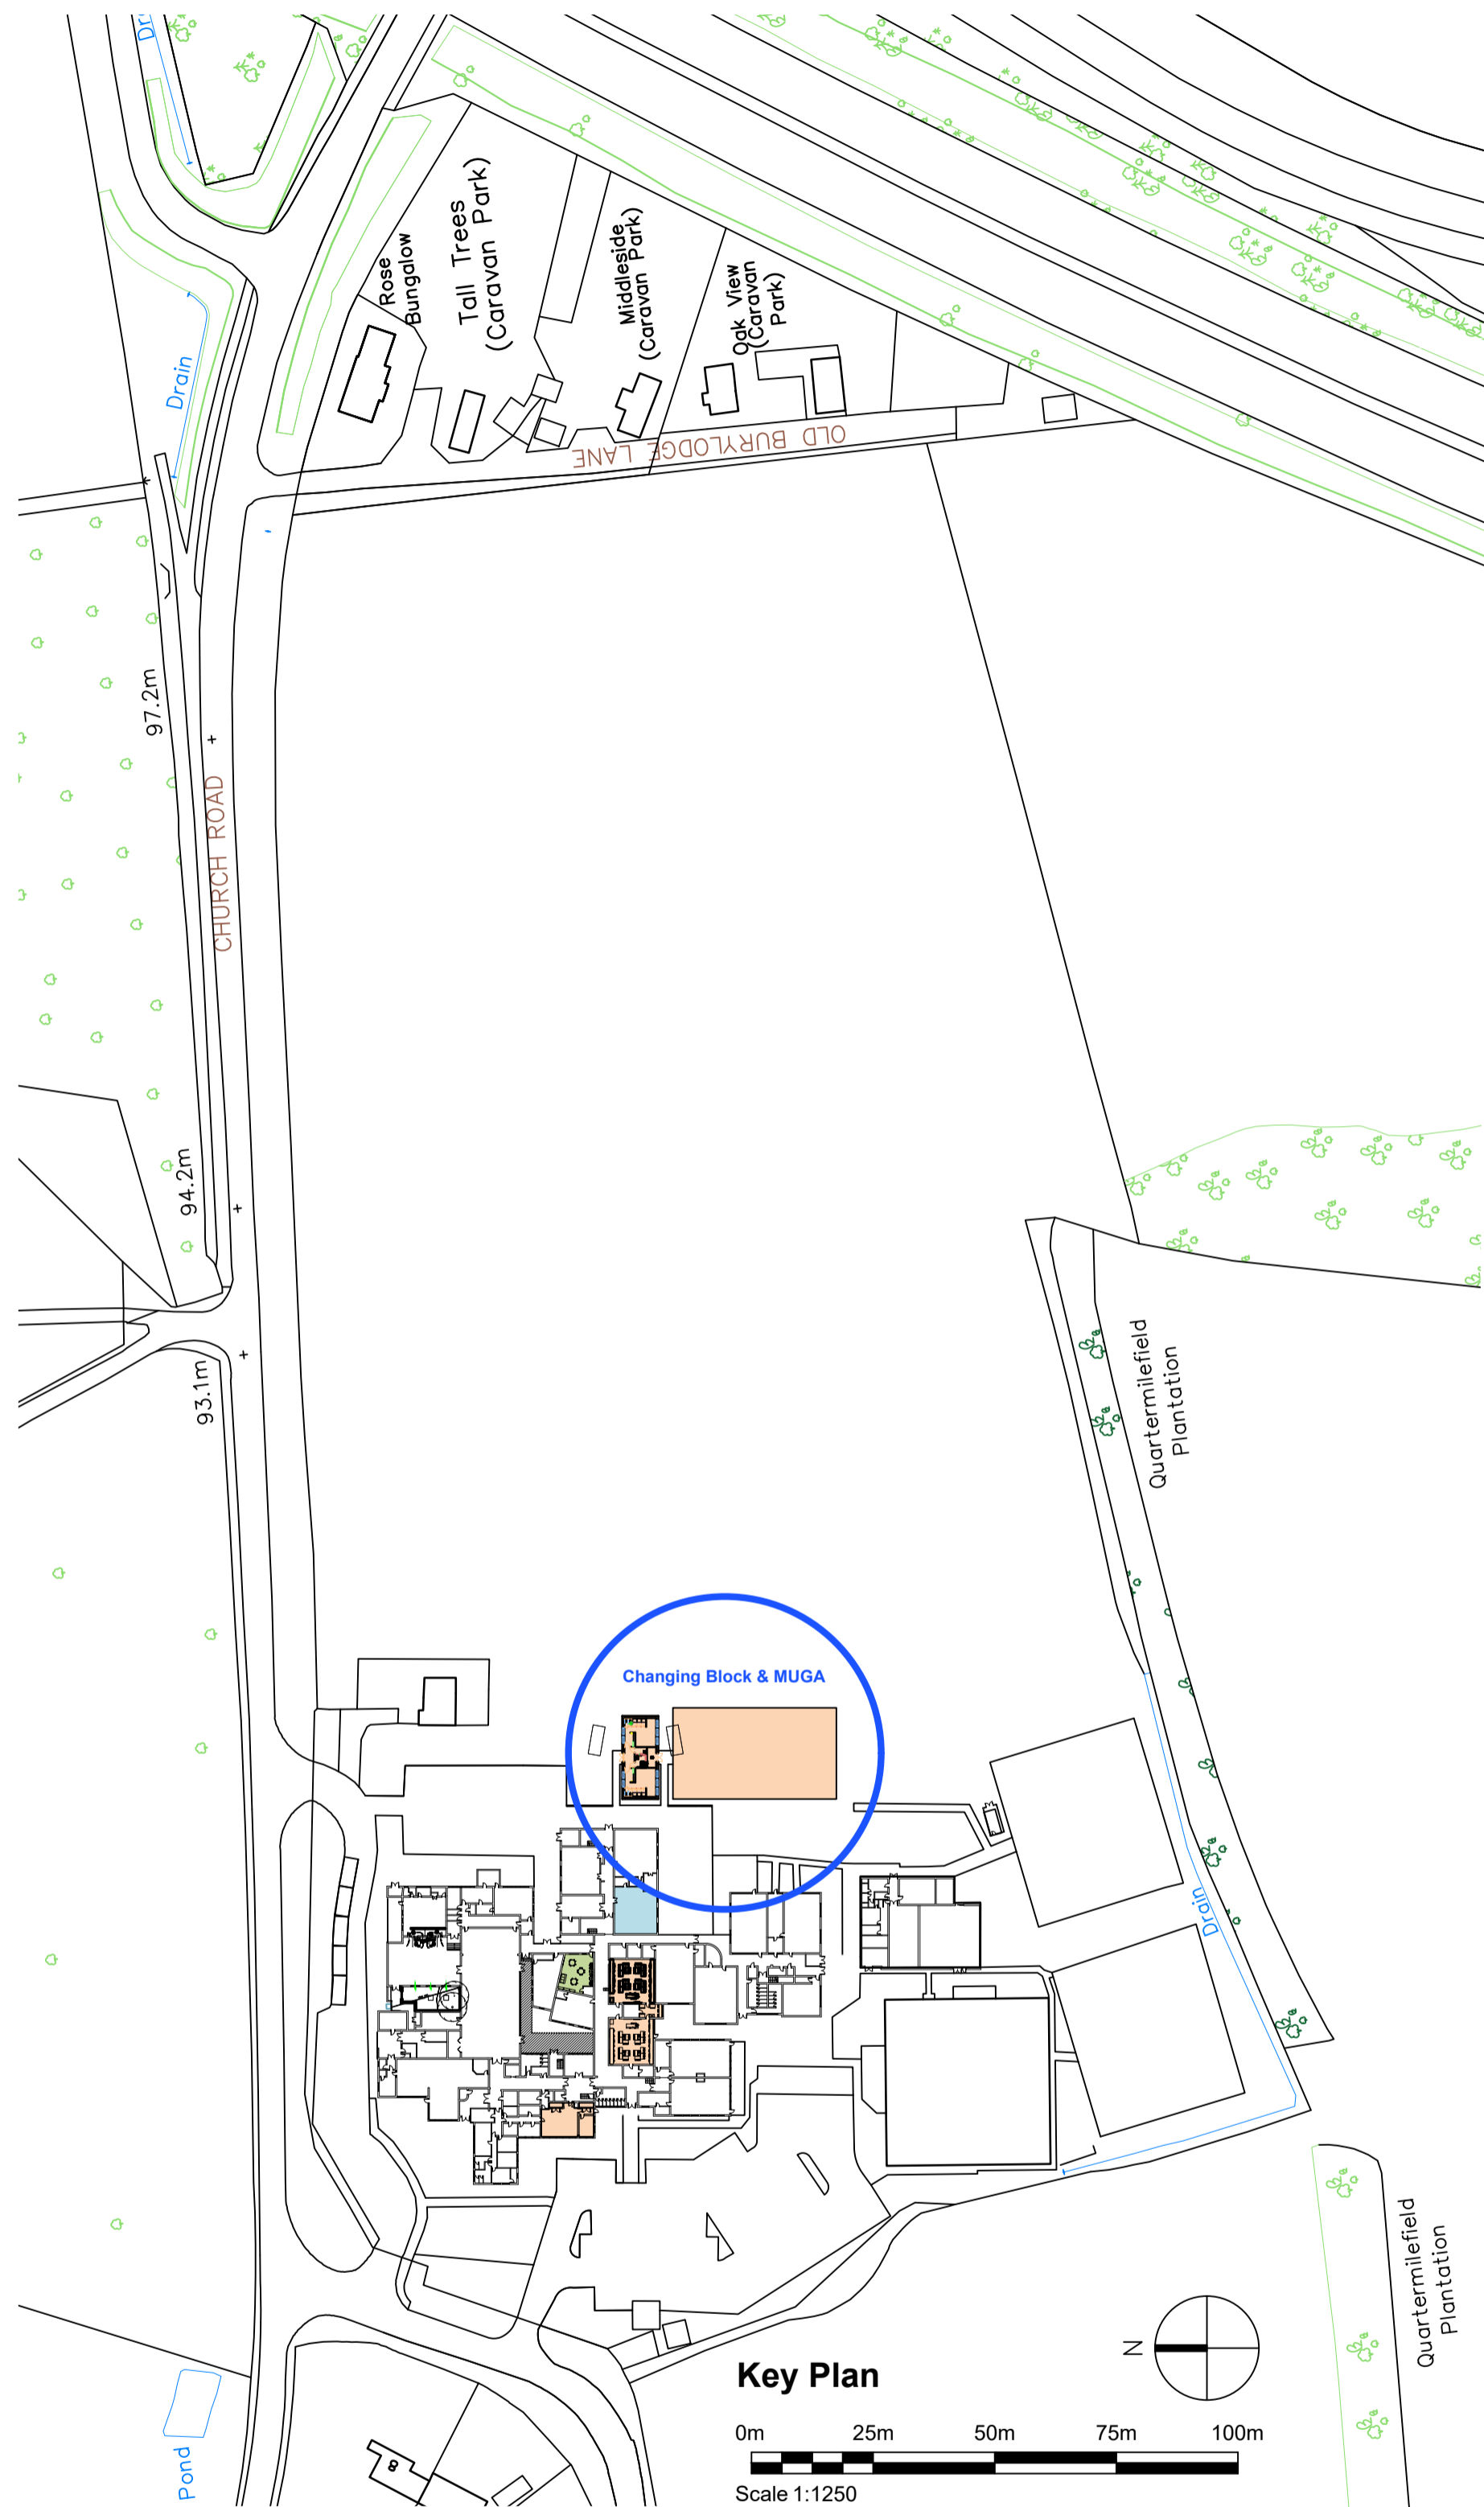 Drain
Rose
Bungalow
Tall Trees
(Caravan Park)
Middleside
(Caravan Park)
Oak View
(Caravan
Park)
OLD BURYLODGE LANE
Drain
97.2m
CHURCH ROAD
94.2m
93.1m
Quartermilefield
Plantation
Changing Block & MUGA
Drain
Quartermilefield
Plantation
N
Key Plan
0m 25m 50m 75m 100m
Scale 1:1250
8
Pond